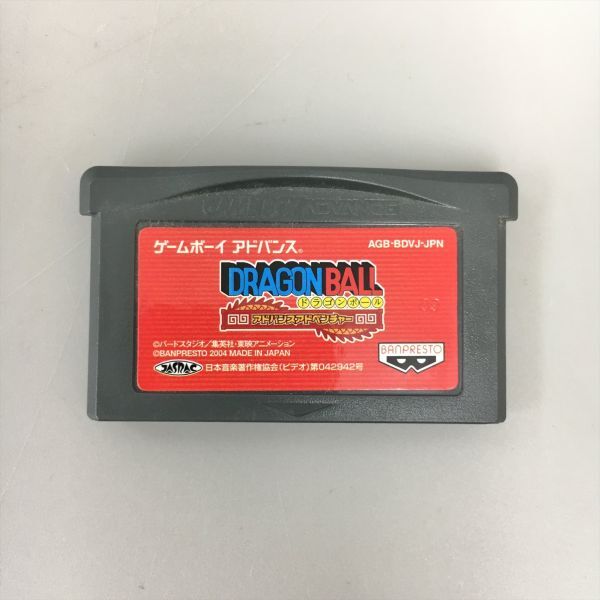 ゲームボーイ アドバンス®
AGB-BDVJ-JPN
DRAGON BALL
ドラゴンボール
アドバンスアドベンチャー
©バードスタジオ/集英社・東映アニメーション
©BANPRESTO 2004 MADE IN JAPAN
JASRAC
日本音楽著作権協会(ビデオ)第042942号
BANPRESTO